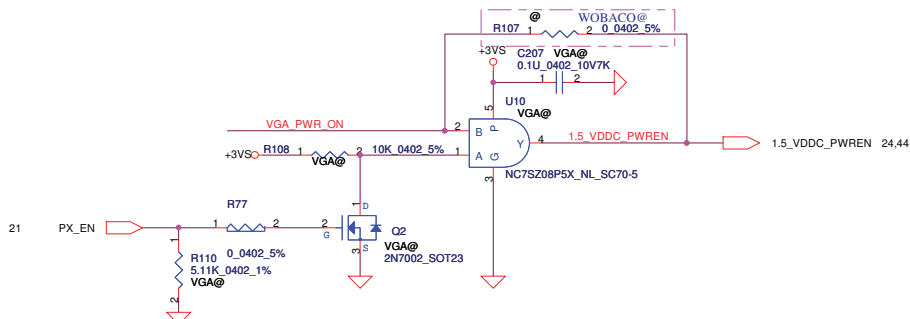 @ WOBACO@
R107 1 2 0_0402_5%
+3VS C207 VGA@
0.1U_0402_10V7K
1 2
U10
VGA@
5
VGA_PWR_ON 2 B P
Y 4 1.5_VDDC_PWREN 1.5_VDDC_PWREN 24,44
+3VS R108 1 2 10K_0402_5% 1 A G
VGA@
3 NC7SZ08P5X_NL_SC70-5
R77 1 D
21 PX_EN 1 2 2 G Q2
1 0_0402_5% 3 S VGA@
R110 2N7002_SOT23
5.11K_0402_1%
VGA@
2